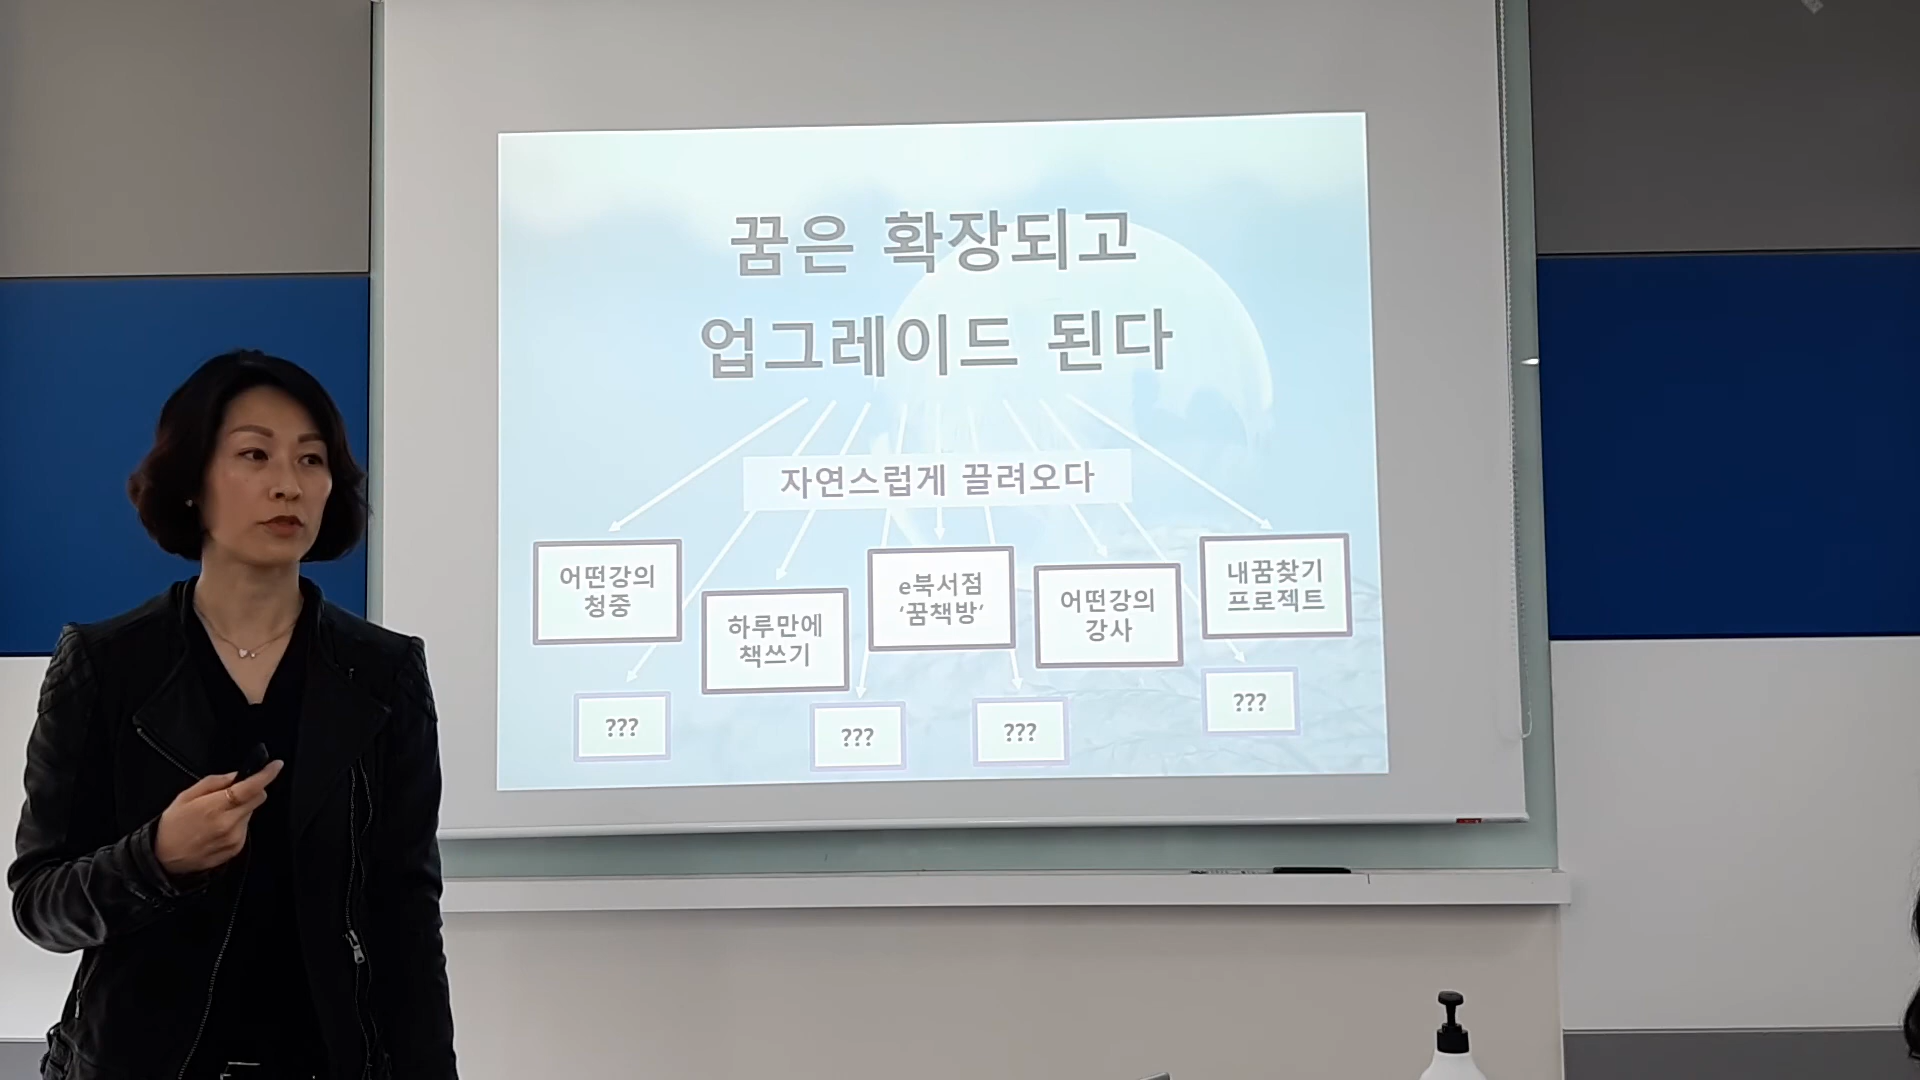 꿈은 확장되고
업그레이드 된다
자연스럽게 끌려오다
어떤강의
청중
하루만에
책쓰기
e북서점
‘꿈책방’
어떤강의
강사
내꿈찾기
프로젝트
???
???
???
???